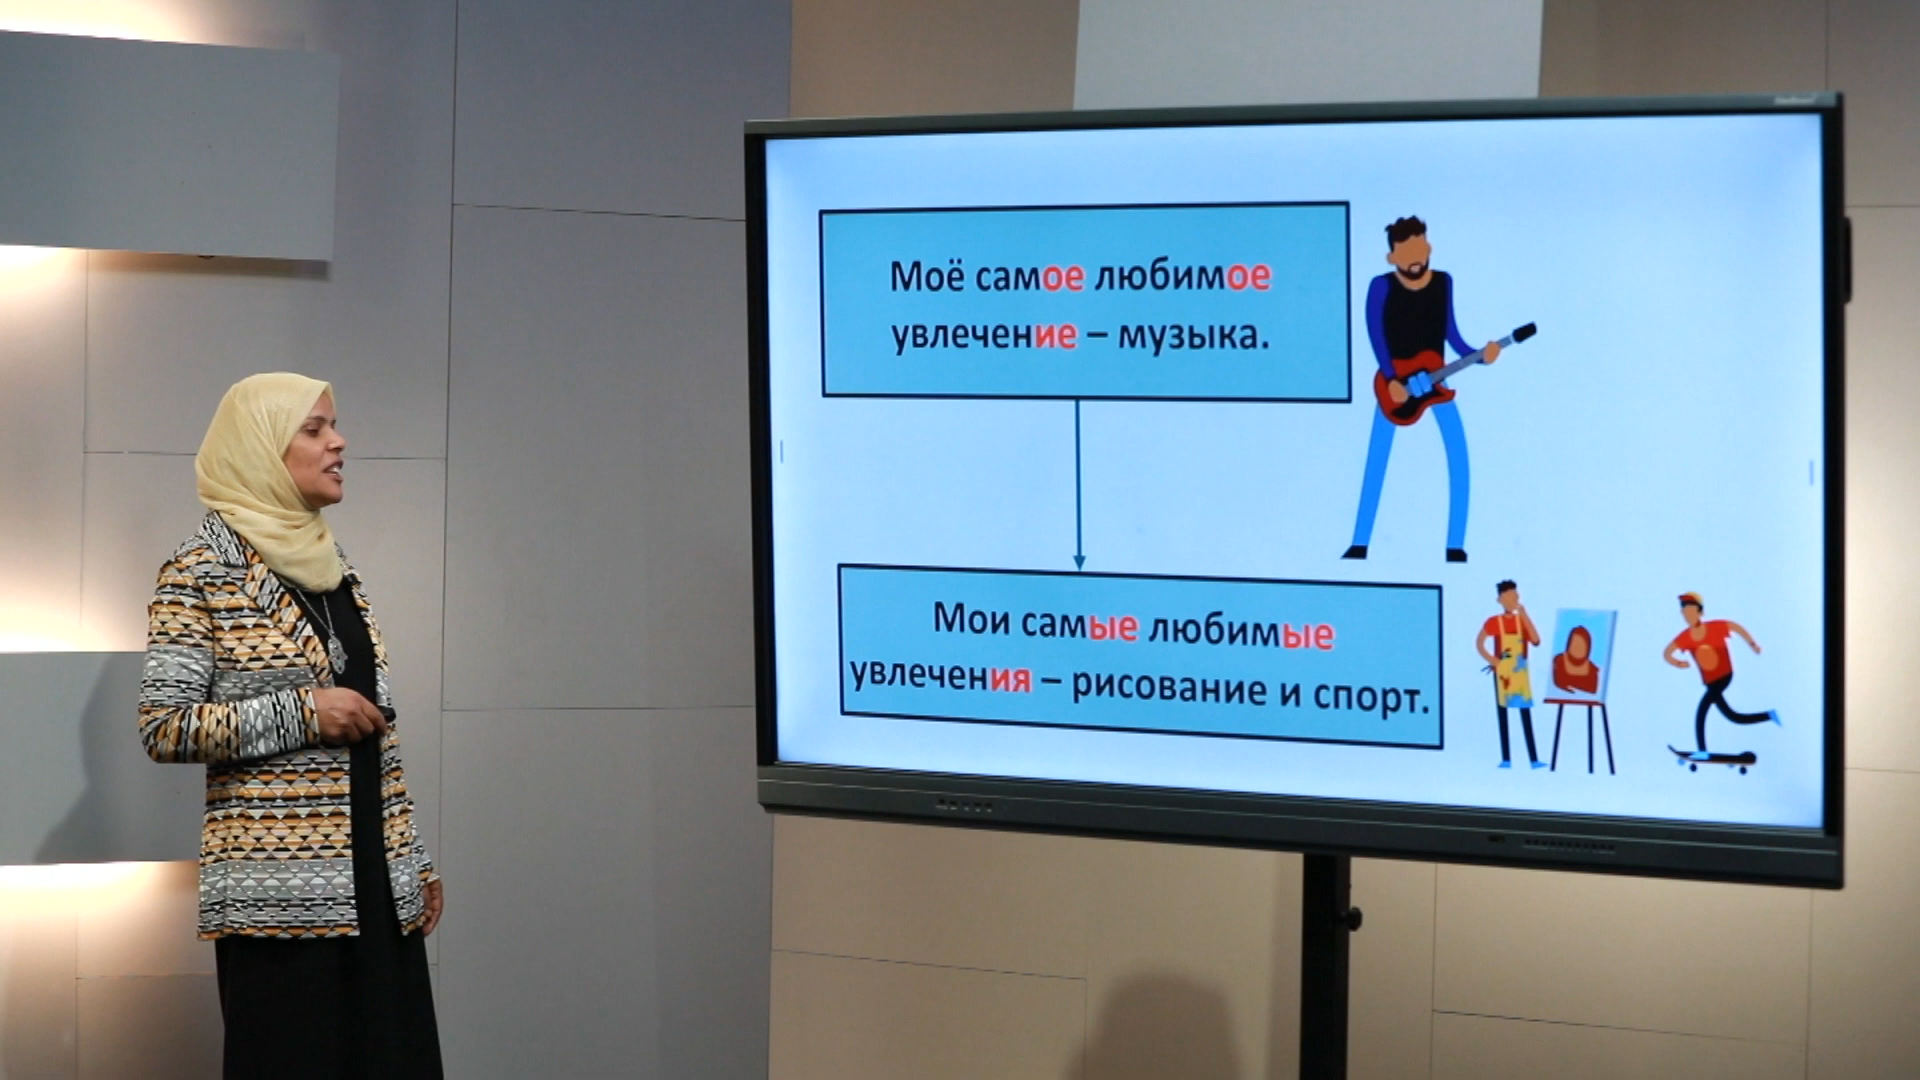 Моё самое любимое
увлечение – музыка.
Мои самые любимые
увлечения – рисование и спорт.